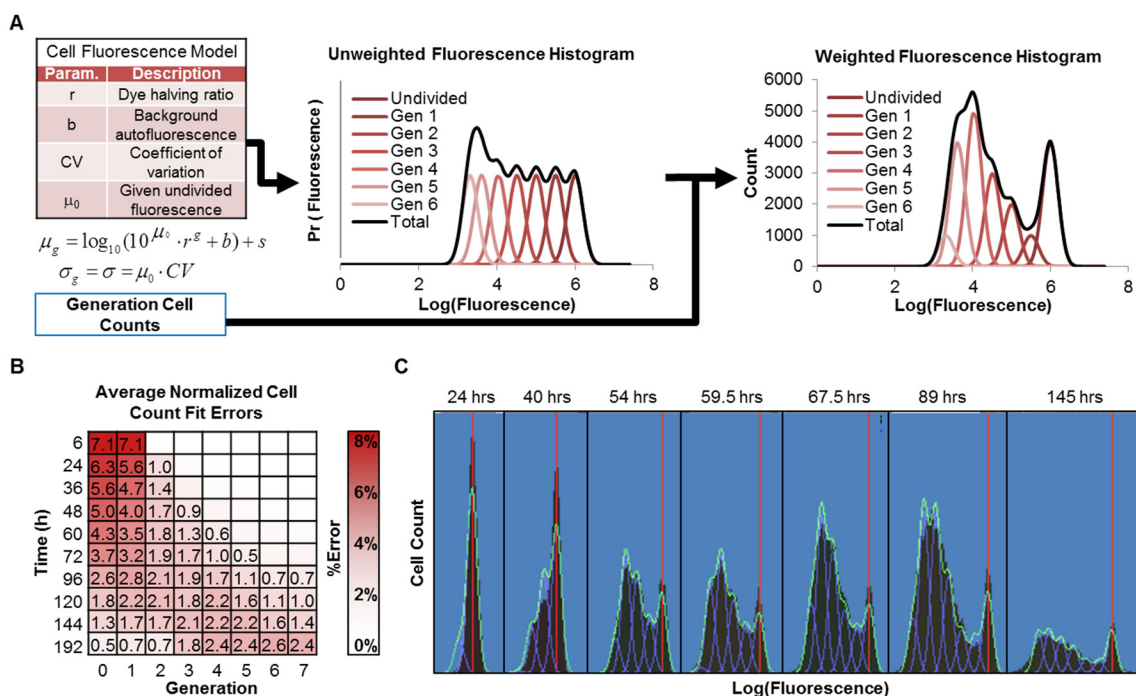 A
Cell Fluorescence Model
Param. Description
r Dye halving ratio
b Background autofluorescence
CV Coefficient of variation
μ₀ Given undivided fluorescence
μ_g = log₁₀(10^μ₀ · r^g + b) + s
σ_g = σ = μ₀ · CV
Generation Cell
Counts
Unweighted Fluorescence Histogram
Pr ( Fluorescence )
Undivided
Gen 1
Gen 2
Gen 3
Gen 4
Gen 5
Gen 6
Total
0 2 4 6 8
Log(Fluorescence)
Weighted Fluorescence Histogram
Count
6000
5000
4000
3000
2000
1000
0
Undivided
Gen 1
Gen 2
Gen 3
Gen 4
Gen 5
Gen 6
Total
0 2 4 6 8
Log(Fluorescence)
B
Average Normalized Cell
Count Fit Errors
Time (h)
6 7.1 7.1
24 6.3 5.6 1.0
36 5.6 4.7 1.4
48 5.0 4.0 1.7 0.9
60 4.3 3.5 1.8 1.3 0.6
72 3.7 3.2 1.9 1.7 1.0 0.5
96 2.6 2.8 2.1 1.9 1.7 1.1 0.7 0.7
120 1.8 2.2 2.1 1.8 2.2 1.6 1.1 1.0
144 1.3 1.7 1.7 2.1 2.2 2.2 1.6 1.4
192 0.5 0.7 0.7 1.8 2.4 2.4 2.6 2.4
0 1 2 3 4 5 6 7
Generation
8%
6%
4%
2%
0%
%Error
C
24 hrs 40 hrs 54 hrs 59.5 hrs 67.5 hrs 89 hrs 145 hrs
Cell Count
Log(Fluorescence)